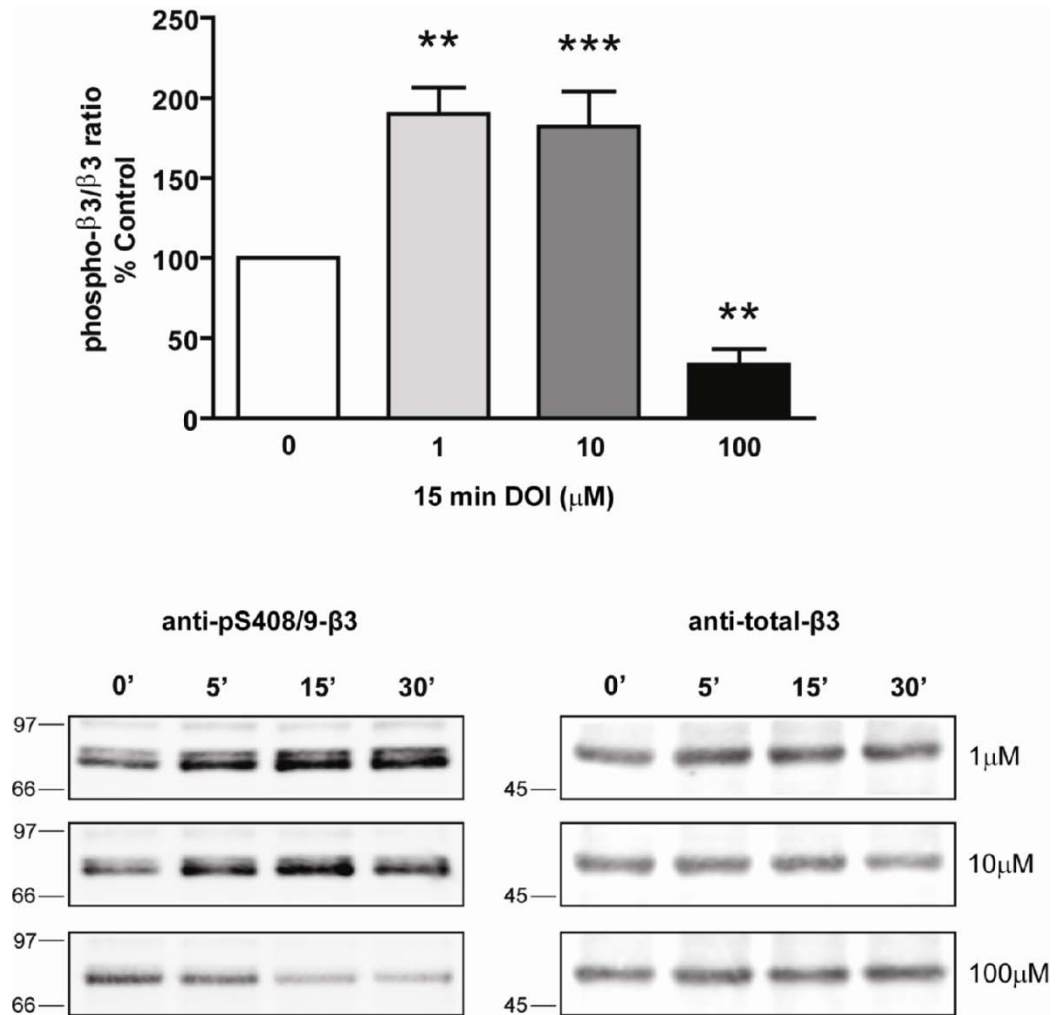 250
200
150
100
50
0
phospho-β3/β3 ratio
% Control
** *** **
0 1 10 100
15 min DOI (μM)
anti-pS408/9-β3 anti-total-β3
0' 5' 15' 30' 0' 5' 15' 30'
97
66
45
1μM
97
66
45
10μM
97
66
45
100μM